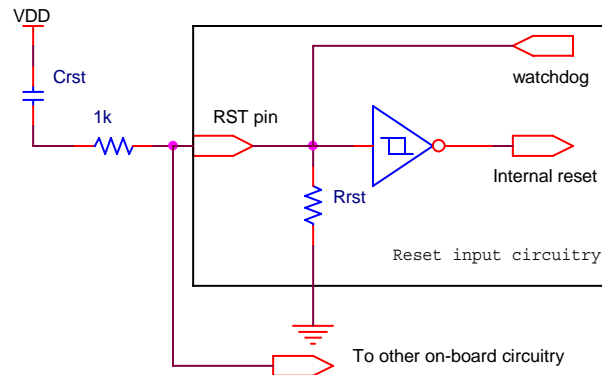 VDD
Crst
1k
RST pin
watchdog
Internal reset
Rrst
Reset input circuitry
To other on-board circuitry